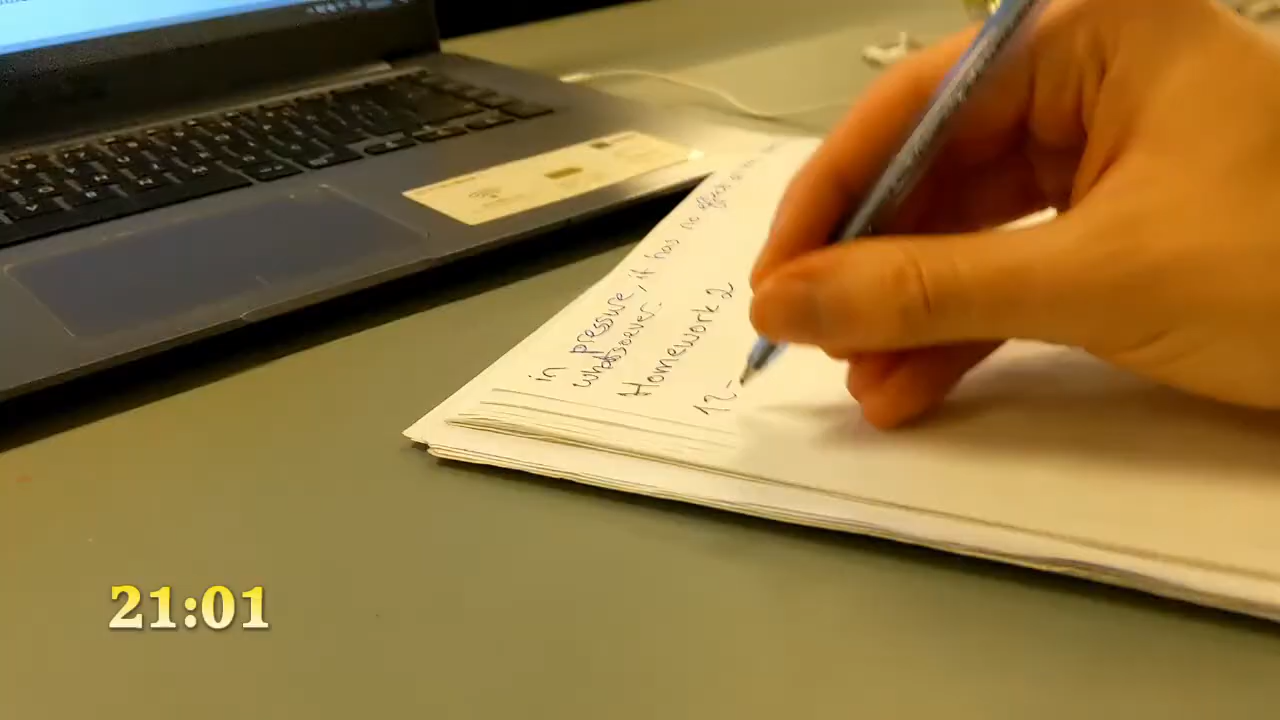 in pressure, it has no effect
whatsoever.
Homework 2
12-
21:01